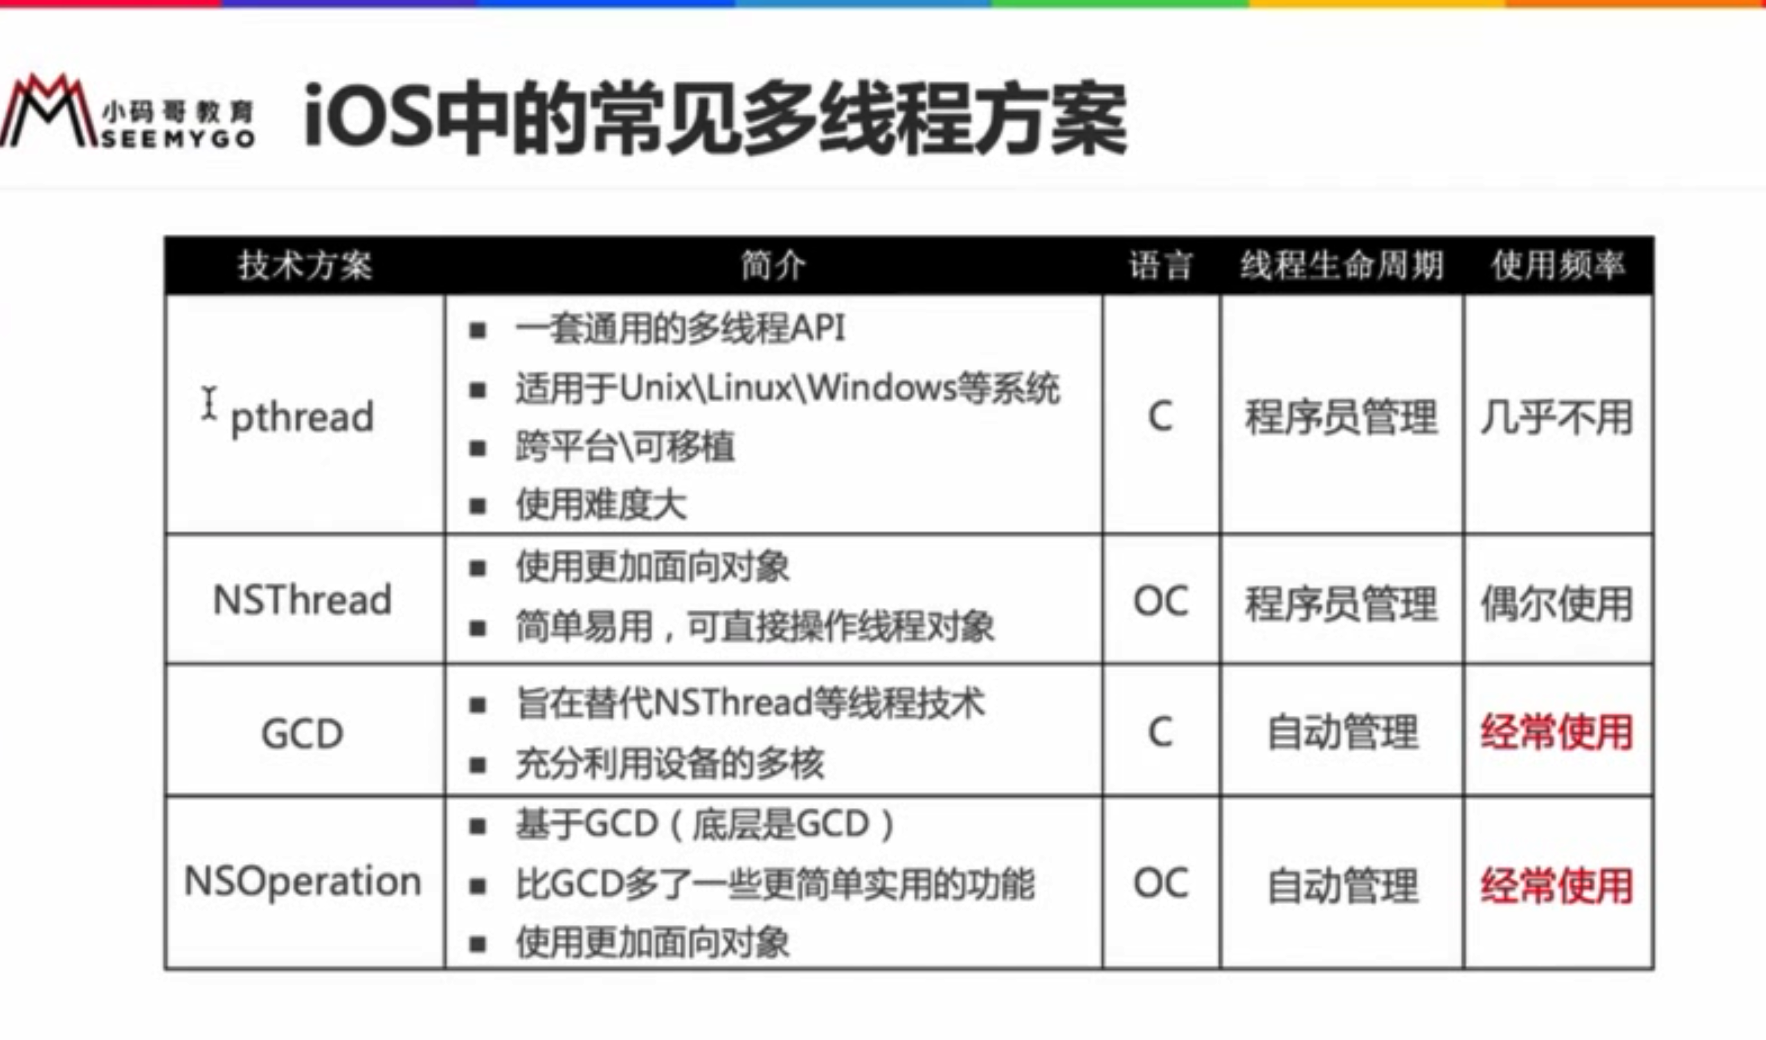 小码哥教育
SEEMYGO
iOS中的常见多线程方案
技术方案 简介 语言 线程生命周期 使用频率
pthread
■ 一套通用的多线程API
■ 适用于Unix\Linux\Windows等系统
■ 跨平台\可移植
■ 使用难度大
C
程序员管理
几乎不用
NSThread
■ 使用更加面向对象
■ 简单易用，可直接操作线程对象
OC
程序员管理
偶尔使用
GCD
■ 旨在替代NSThread等线程技术
■ 充分利用设备的多核
C
自动管理
经常使用
NSOperation
■ 基于GCD（底层是GCD）
■ 比GCD多了一些更简单实用的功能
■ 使用更加面向对象
OC
自动管理
经常使用